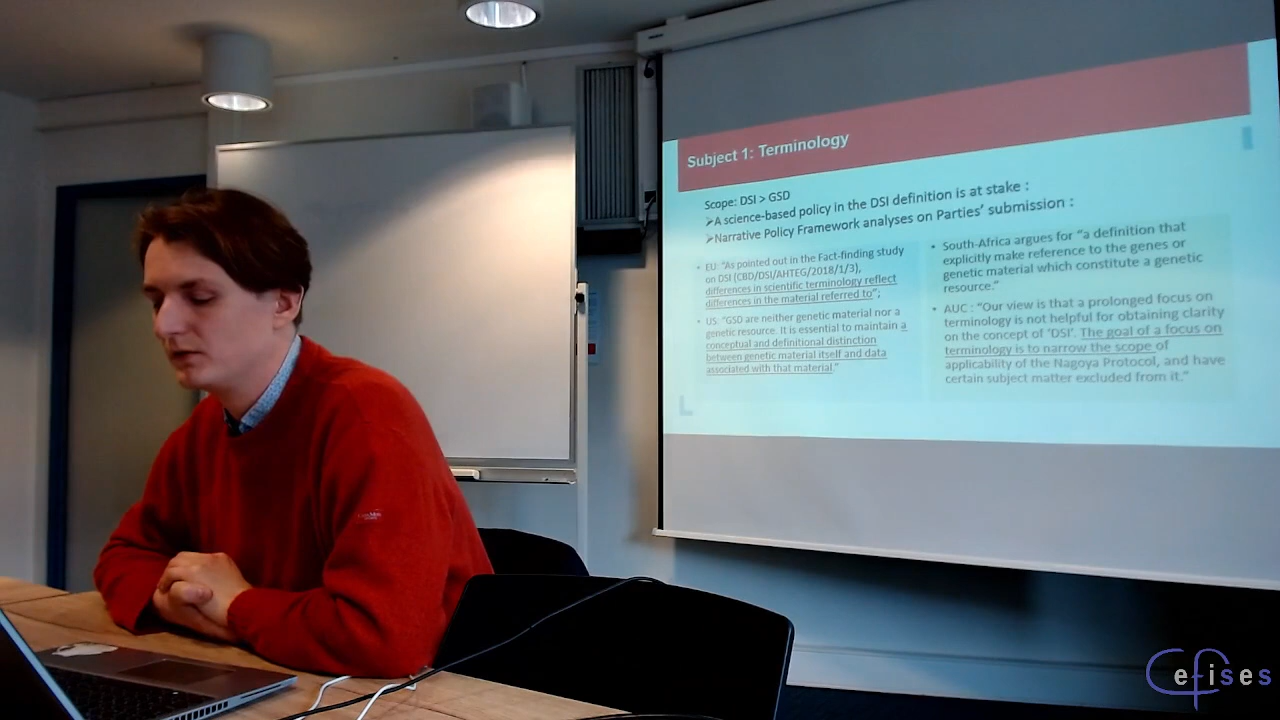 Subject 1: Terminology
Scope: DSI > GSD
➢A science-based policy in the DSI definition is at stake :
➢Narrative Policy Framework analyses on Parties' submission :
• EU: "As pointed out in the Fact-finding study
on DSI (CBD/DSI/AHTEG/2018/1/3),
differences in scientific terminology reflect
differences in the material referred to";
• US: "GSD are neither genetic material nor a
genetic resource. It is essential to maintain a
conceptual and definitional distinction
between genetic material itself and data
associated with that material."
• South-Africa argues for "a definition that
explicitly make reference to the genes or
genetic material which constitute a genetic
resource."
• AUC : "Our view is that a prolonged focus on
terminology is not helpful for obtaining clarity
on the concept of 'DSI'. The goal of a focus on
terminology is to narrow the scope of
applicability of the Nagoya Protocol, and have
certain subject matter excluded from it."
Cefises